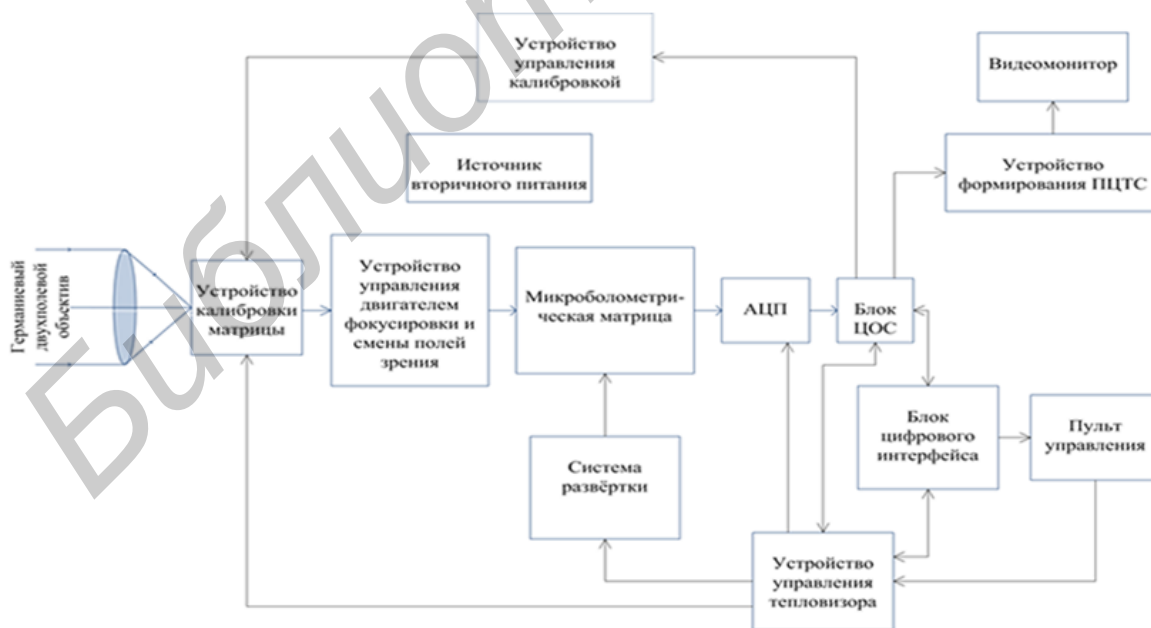 Устройство
управления
калибровкой
Видеомонитор
Источник
вторичного питания
Устройство
формирования ПЦТС
Германиевый
двухполевой
объектив
Устройство
калибровки
матрицы
Устройство
управления
двигателем
фокусировки и
смены полей
зрения
Микроболометри-
ческая матрица
АЦП
Блок
ЦОС
Система
развёртки
Блок
цифрового
интерфейса
Пульт
управления
Устройство
управления
тепловизора
Библиот